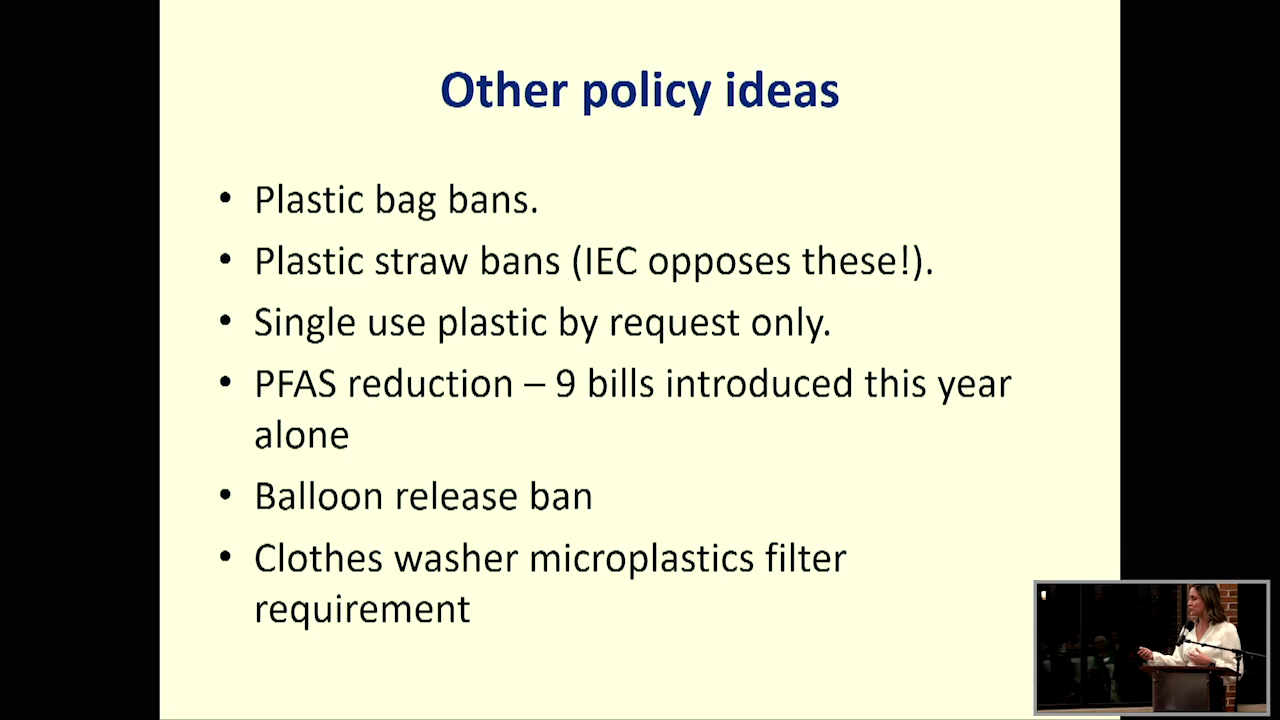 Other policy ideas
• Plastic bag bans.
• Plastic straw bans (IEC opposes these!).
• Single use plastic by request only.
• PFAS reduction – 9 bills introduced this year
alone
• Balloon release ban
• Clothes washer microplastics filter
requirement